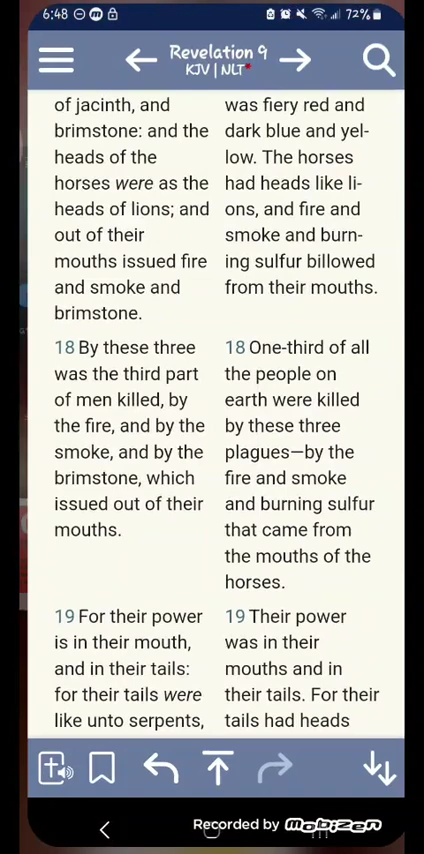 6:48
72%
Revelation 9
KJV | NLT
of jacinth, and
brimstone: and the
heads of the
horses were as the
heads of lions; and
out of their
mouths issued fire
and smoke and
brimstone.
18 By these three
was the third part
of men killed, by
the fire, and by the
smoke, and by the
brimstone, which
issued out of their
mouths.
19 For their power
is in their mouth,
and in their tails:
for their tails were
like unto serpents,
was fiery red and
dark blue and yel-
low. The horses
had heads like li-
ons, and fire and
smoke and burn-
ing sulfur billowed
from their mouths.
18 One-third of all
the people on
earth were killed
by these three
plagues—by the
fire and smoke
and burning sulfur
that came from
the mouths of the
horses.
19 Their power
was in their
mouths and in
their tails. For their
tails had heads
Recorded by mobizen